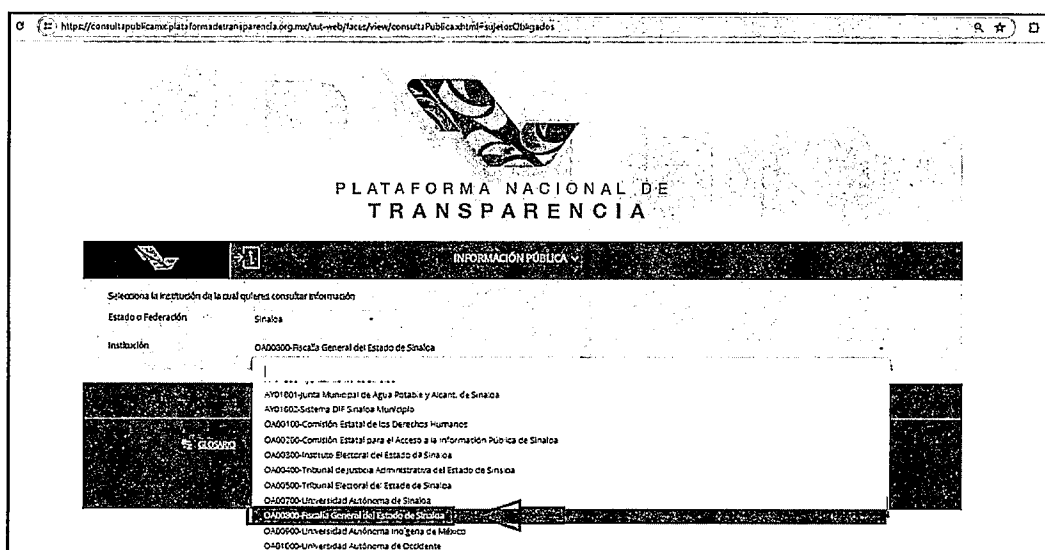 https://consultapublicamx.plataformadetransparencia.org.mx/vut-web/faces/view/consultaPublica.xhtml#sujetosObligados
PLATAFORMA NACIONAL DE
TRANSPARENCIA
INFORMACIÓN PÚBLICA
Selecciona la institución de la cual quieres consultar información
Estado o Federación
Sinaloa
Institución
OA00800-Fiscalía General del Estado de Sinaloa
AY01801-Junta Municipal de Agua Potable y Alcant. de Sinaloa
AY01802-Sistema DIF Sinaloa Municipio
OA00100-Comisión Estatal de los Derechos Humanos
OA00200-Comisión Estatal para el Acceso a la Información Pública de Sinaloa
OA00300-Instituto Electoral del Estado de Sinaloa
OA00400-Tribunal de Justicia Administrativa del Estado de Sinaloa
OA00500-Tribunal Electoral del Estado de Sinaloa
OA00700-Universidad Autónoma de Sinaloa
OA00800-Fiscalía General del Estado de Sinaloa
OA00900-Universidad Autónoma Indígena de México
OA01000-Universidad Autónoma de Occidente
GLOSARIO